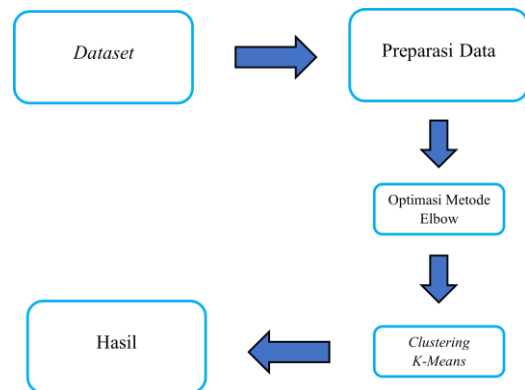 Dataset
Preparasi Data
Optimasi Metode
Elbow
Clustering
K-Means
Hasil